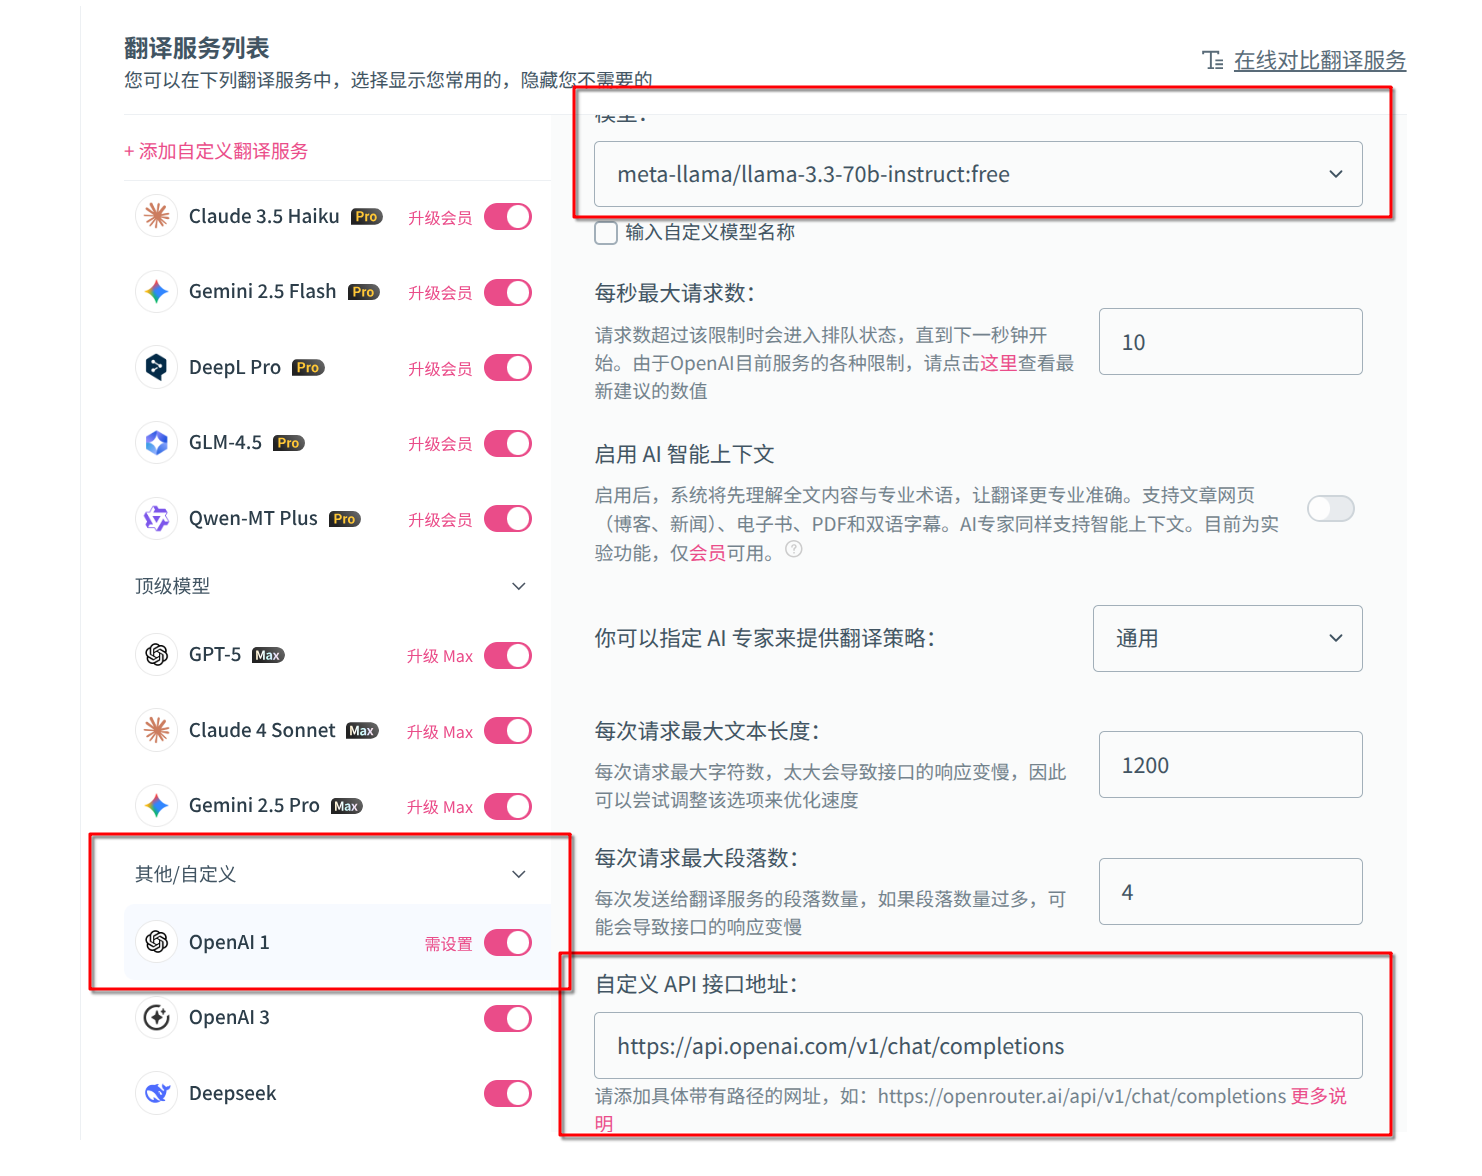 翻译服务列表
您可以在下列翻译服务中，选择显示您常用的，隐藏您不需要的
在线对比翻译服务
+ 添加自定义翻译服务
Claude 3.5 Haiku Pro 升级会员
Gemini 2.5 Flash Pro 升级会员
DeepL Pro Pro 升级会员
GLM-4.5 Pro 升级会员
Qwen-MT Plus Pro 升级会员
顶级模型
GPT-5 Max 升级 Max
Claude 4 Sonnet Max 升级 Max
Gemini 2.5 Pro Max 升级 Max
其他/自定义
OpenAI 1 需设置
OpenAI 3
Deepseek
模型：
meta-llama/llama-3.3-70b-instruct:free
输入自定义模型名称
每秒最大请求数：
请求数超过该限制时会进入排队状态，直到下一秒钟开
始。由于OpenAI目前服务的各种限制，请点击这里查看最
新建议的数值
10
启用 AI 智能上下文
启用后，系统将先理解全文内容与专业术语，让翻译更专业准确。支持文章网页
（博客、新闻）、电子书、PDF和双语字幕。AI专家同样支持智能上下文。目前为实
验功能，仅会员可用。
你可以指定 AI 专家来提供翻译策略：
通用
每次请求最大文本长度：
每次请求最大字符数，太大会导致接口的响应变慢，因此
可以尝试调整该选项来优化速度
1200
每次请求最大段落数：
每次发送给翻译服务的段落数量，如果段落数量过多，可
能会导致接口的响应变慢
4
自定义 API 接口地址：
https://api.openai.com/v1/chat/completions
请添加具体带有路径的网址，如：https://openrouter.ai/api/v1/chat/completions 更多说
明